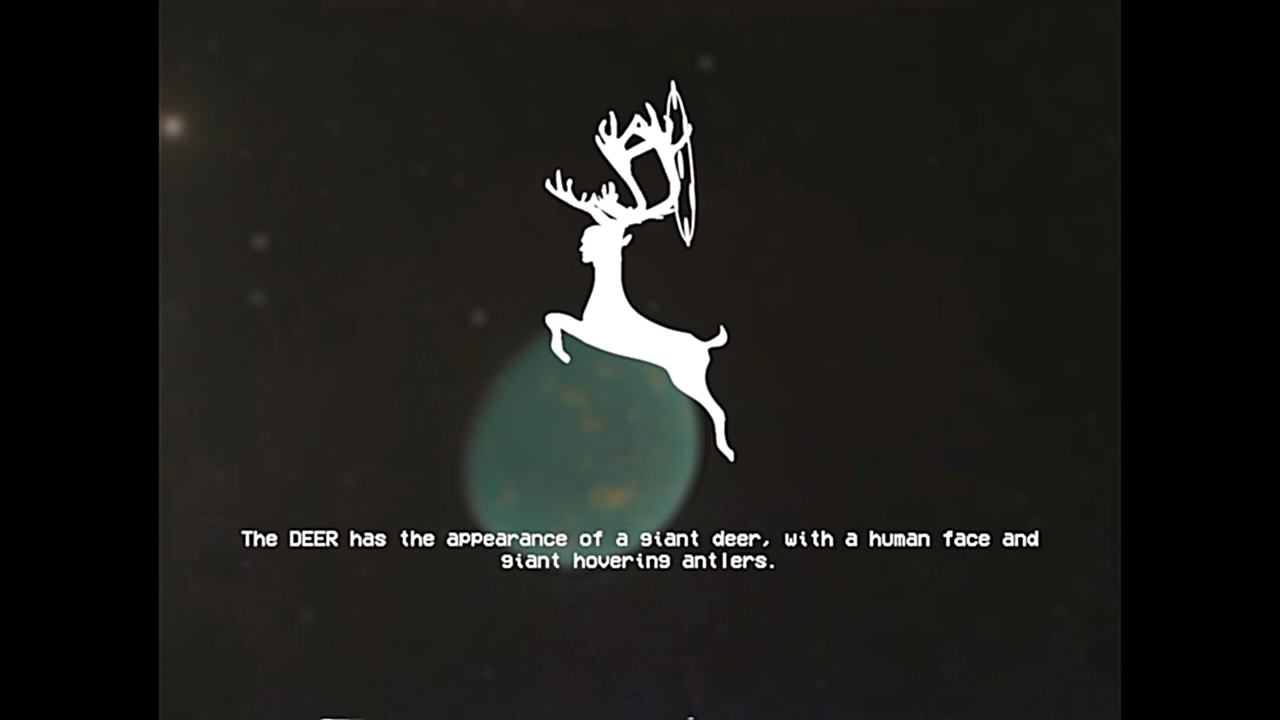 The DEER has the appearance of a giant deer, with a human face and
giant hovering antlers.